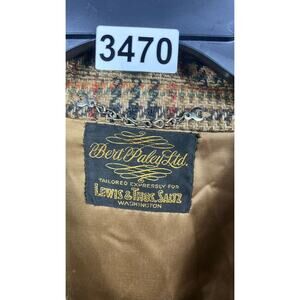 3470
Bert Paley Ltd.
TAILORED EXPRESSLY FOR
LEWIS & THOS. SALTZ
WASHINGTON